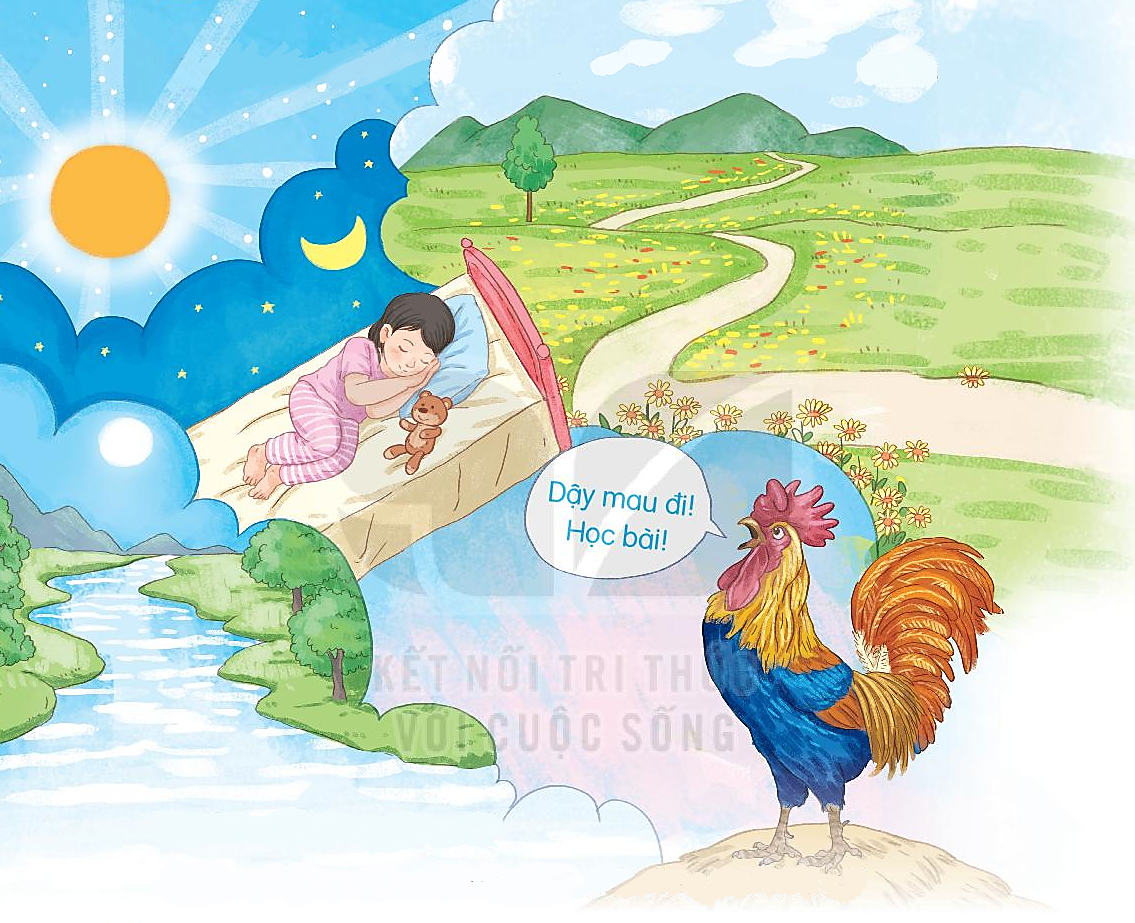 Dậy mau đi!
Học bài!
KẾT NỐI TRI THỨC
VỚI CUỘC SỐNG